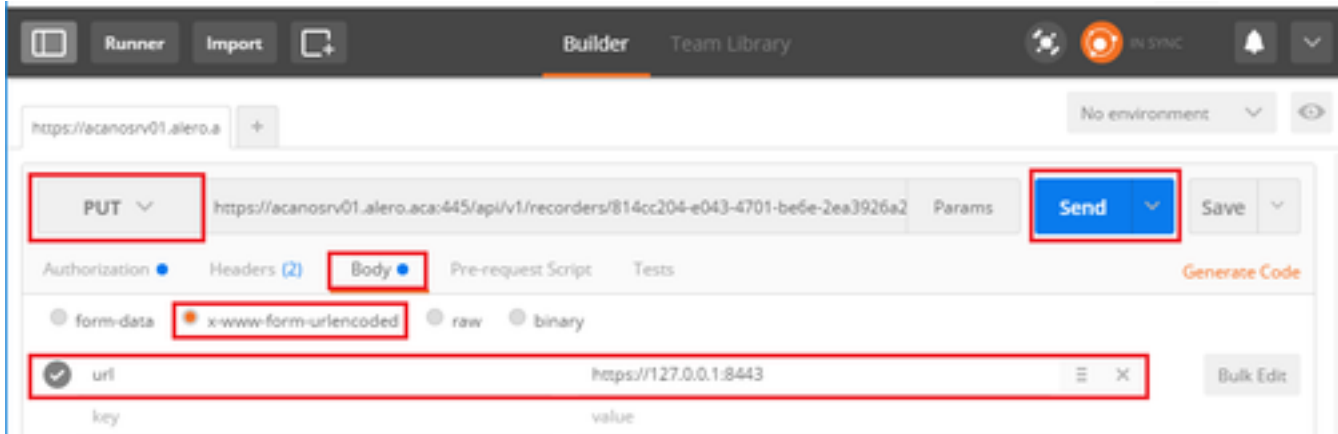 Runner Import Builder Team Library IN SYNC
https://acanosrv01.alero.a + No environment
PUT https://acanosrv01.alero.aca:445/api/v1/recorders/814cc204-e043-4701-be6e-2ea3926a2 Params Send Save
Authorization Headers (2) Body Pre-request Script Tests Generate Code
form-data x-www-form-urlencoded raw binary
url https://127.0.0.1:8443 Bulk Edit
key value